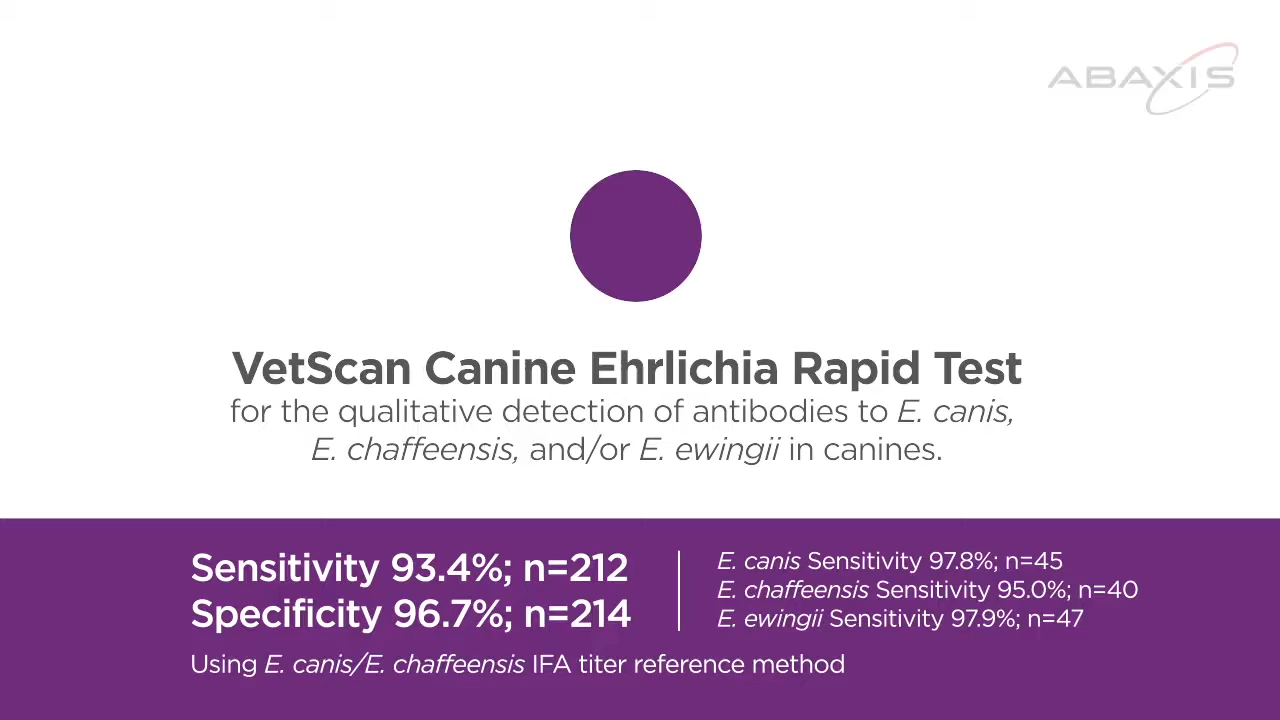 ABAXIS
VetScan Canine Ehrlichia Rapid Test
for the qualitative detection of antibodies to E. canis,
E. chaffeensis, and/or E. ewingii in canines.
Sensitivity 93.4%; n=212
Specificity 96.7%; n=214
E. canis Sensitivity 97.8%; n=45
E. chaffeensis Sensitivity 95.0%; n=40
E. ewingii Sensitivity 97.9%; n=47
Using E. canis/E. chaffeensis IFA titer reference method